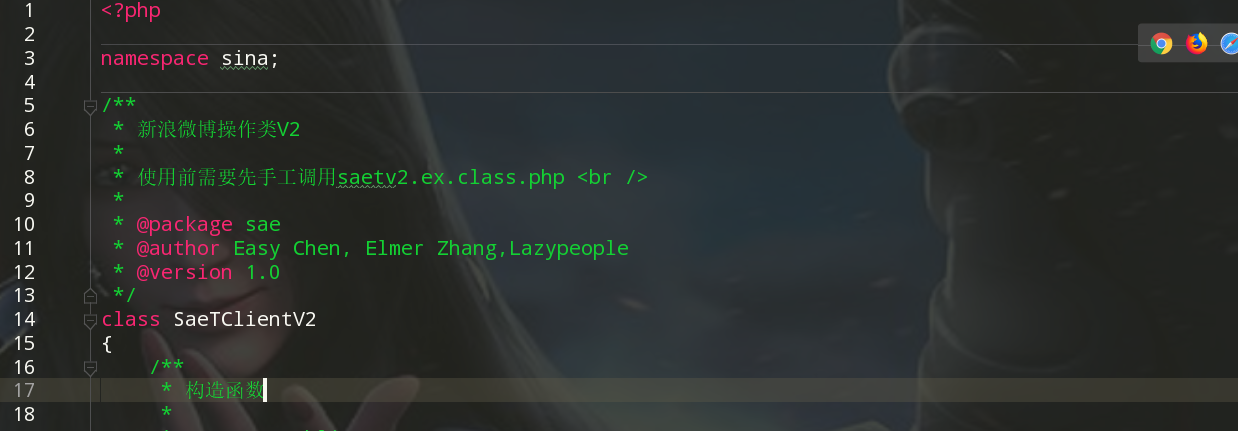 1 <?php
2
3 namespace sina;
4
5 /**
6  * 新浪微博操作类V2
7  *
8  * 使用前需要先手工调用saetv2.ex.class.php <br />
9  *
10  * @package sae
11  * @author Easy Chen, Elmer Zhang,Lazypeople
12  * @version 1.0
13  */
14 class SaeTClientV2
15 {
16     /**
17      * 构造函数
18      *